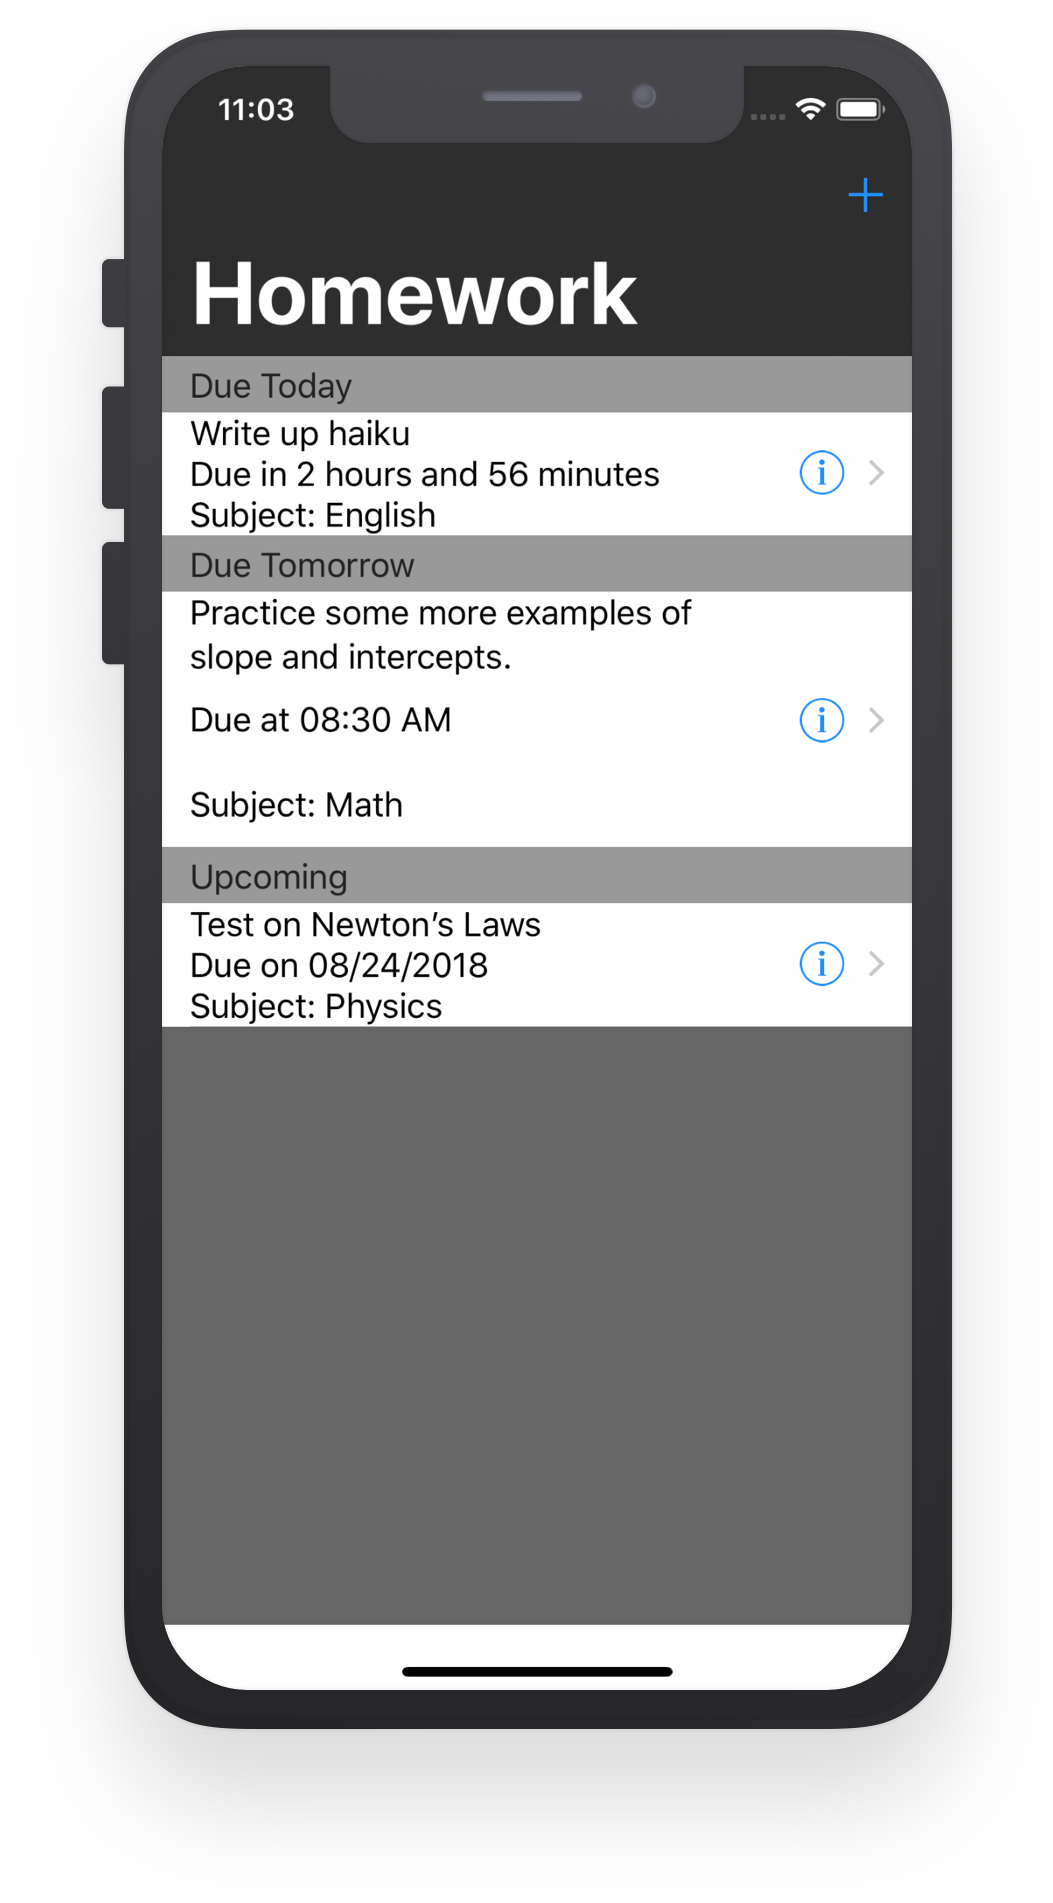 11:03
Homework
Due Today
Write up haiku
Due in 2 hours and 56 minutes
Subject: English
Due Tomorrow
Practice some more examples of
slope and intercepts.
Due at 08:30 AM
Subject: Math
Upcoming
Test on Newton’s Laws
Due on 08/24/2018
Subject: Physics